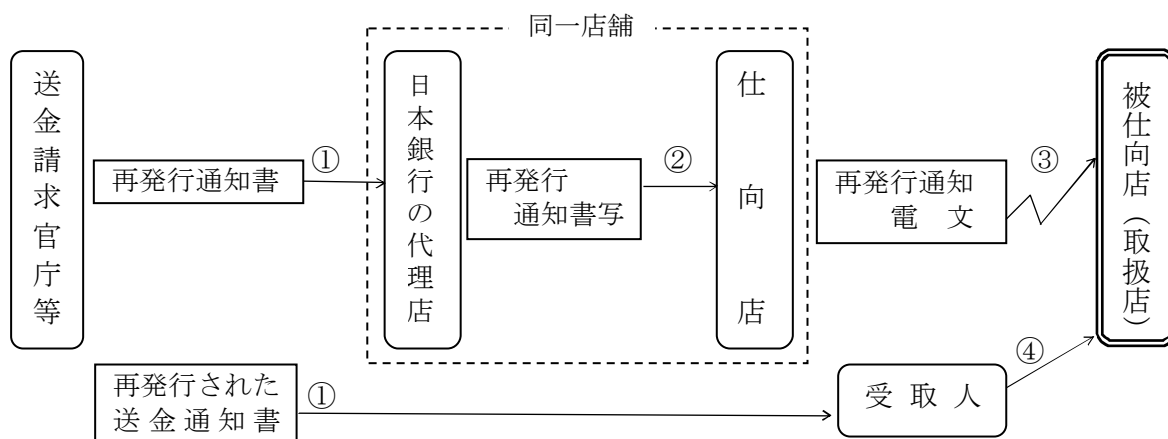 同一店舗
送金請求官庁等
再発行通知書
①
日本銀行の代理店
再発行
通知書写
②
仕向店
再発行通知
電文
③
被仕向店（取扱店）
再発行された
送金通知書
①
受取人
④